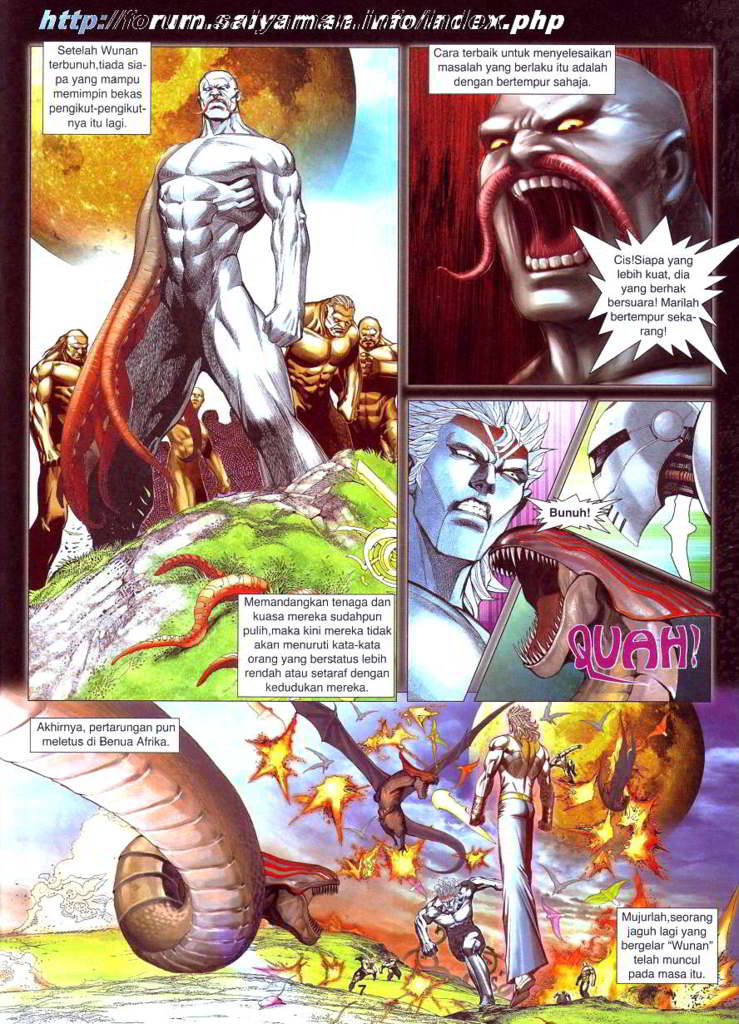 http://forum.saiyaman.info/index.php
Setelah Wunan
terbunuh,tiada sia-
pa yang mampu
memimpin bekas
pengikut-pengikut-
nya itu lagi.
Cara terbaik untuk menyelesaikan
masalah yang berlaku itu adalah
dengan bertempur sahaja.
Cis!Siapa yang
lebih kuat, dia
yang berhak
bersuara! Marilah
bertempur seka-
rang!
Memandangkan tenaga dan
kuasa mereka sudahpun
pulih,maka kini mereka tidak
akan menuruti kata-kata
orang yang berstatus lebih
rendah atau setaraf dengan
kedudukan mereka.
Bunuh!
QUAH!
Akhirnya, pertarungan pun
meletus di Benua Afrika.
Mujurlah,seorang
jaguh lagi yang
bergelar “Wunan”
telah muncul
pada masa itu.